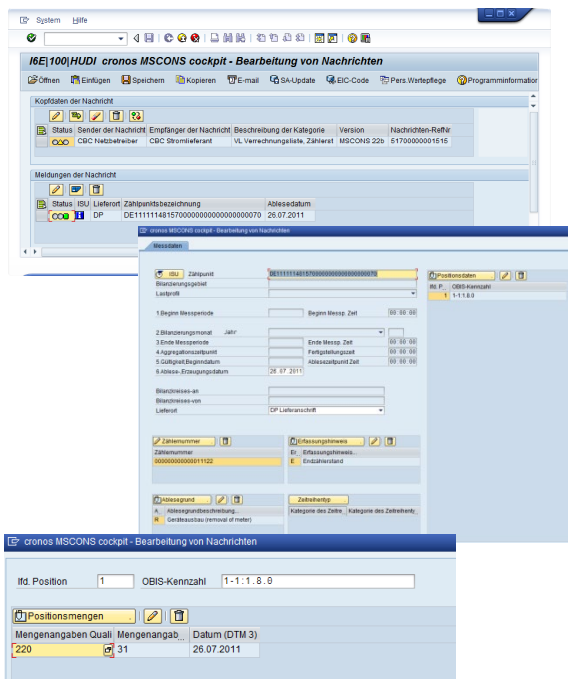 System Hilfe
I6E|100|HUDI cronos MSCONS cockpit - Bearbeitung von Nachrichten
Öffnen Einfügen Speichern Kopieren E-mail SA-Update EIC-Code Pers.Wertepflege Programminformation
Kopfdaten der Nachricht
Status Sender der Nachricht Empfänger der Nachricht Beschreibung der Kategorie Version Nachrichten-RefNr
CBC Netzbetreiber CBC Stromlieferant VL Verrechnungsliste, Zählerst MSCONS 22b 51700000001515
Meldungen der Nachricht
Status ISU Lieferort Zählpunktsbezeichnung Ablesedatum
DP 26.07.2011
cronos MSCONS cockpit - Bearbeitung von Nachrichten
Messdaten
ISU Zählpunkt
Bilanzierungsgebiet
Lastprofil
1.Beginn Messperiode Beginn Messp. Zeit 00:00:00
2.Bilanzierungsmonat Jahr
3.Ende Messperiode Ende Messp. Zeit 00:00:00
4.Aggregationszeitpunkt Fertigstellungszeit 00:00:00
5.Gültigkeit,Beginndatum Ablesezeitpunkt Zeit 00:00:00
6.Ablese-,Erzeugungsdatum 26.07.2011
Bilanzkreises-an
Bilanzkreises-von
Lieferort DP Lieferanschrift
Positionsdaten
lfd. P.. OBIS-Kennzahl
1 1-1:1.8.0
Zählernummer
Zählernummer
000000000000011122
Erfassungshinweis
Er.. Erfassungshinweis...
E Endzählerstand
Ablesegrund
A.. Ablesegrundbeschreibung...
R Geräteausbau (removal of meter)
Zeitreihentyp
Kategorie des Zeitre.. Kategorie des Zeitreihenty..
cronos MSCONS cockpit - Bearbeitung von Nachrichten
lfd. Position 1 OBIS-Kennzahl 1-1:1.8.0
Positionsmengen
Mengenangaben Quali Mengenangab... Datum (DTM 3)
220 31 26.07.2011